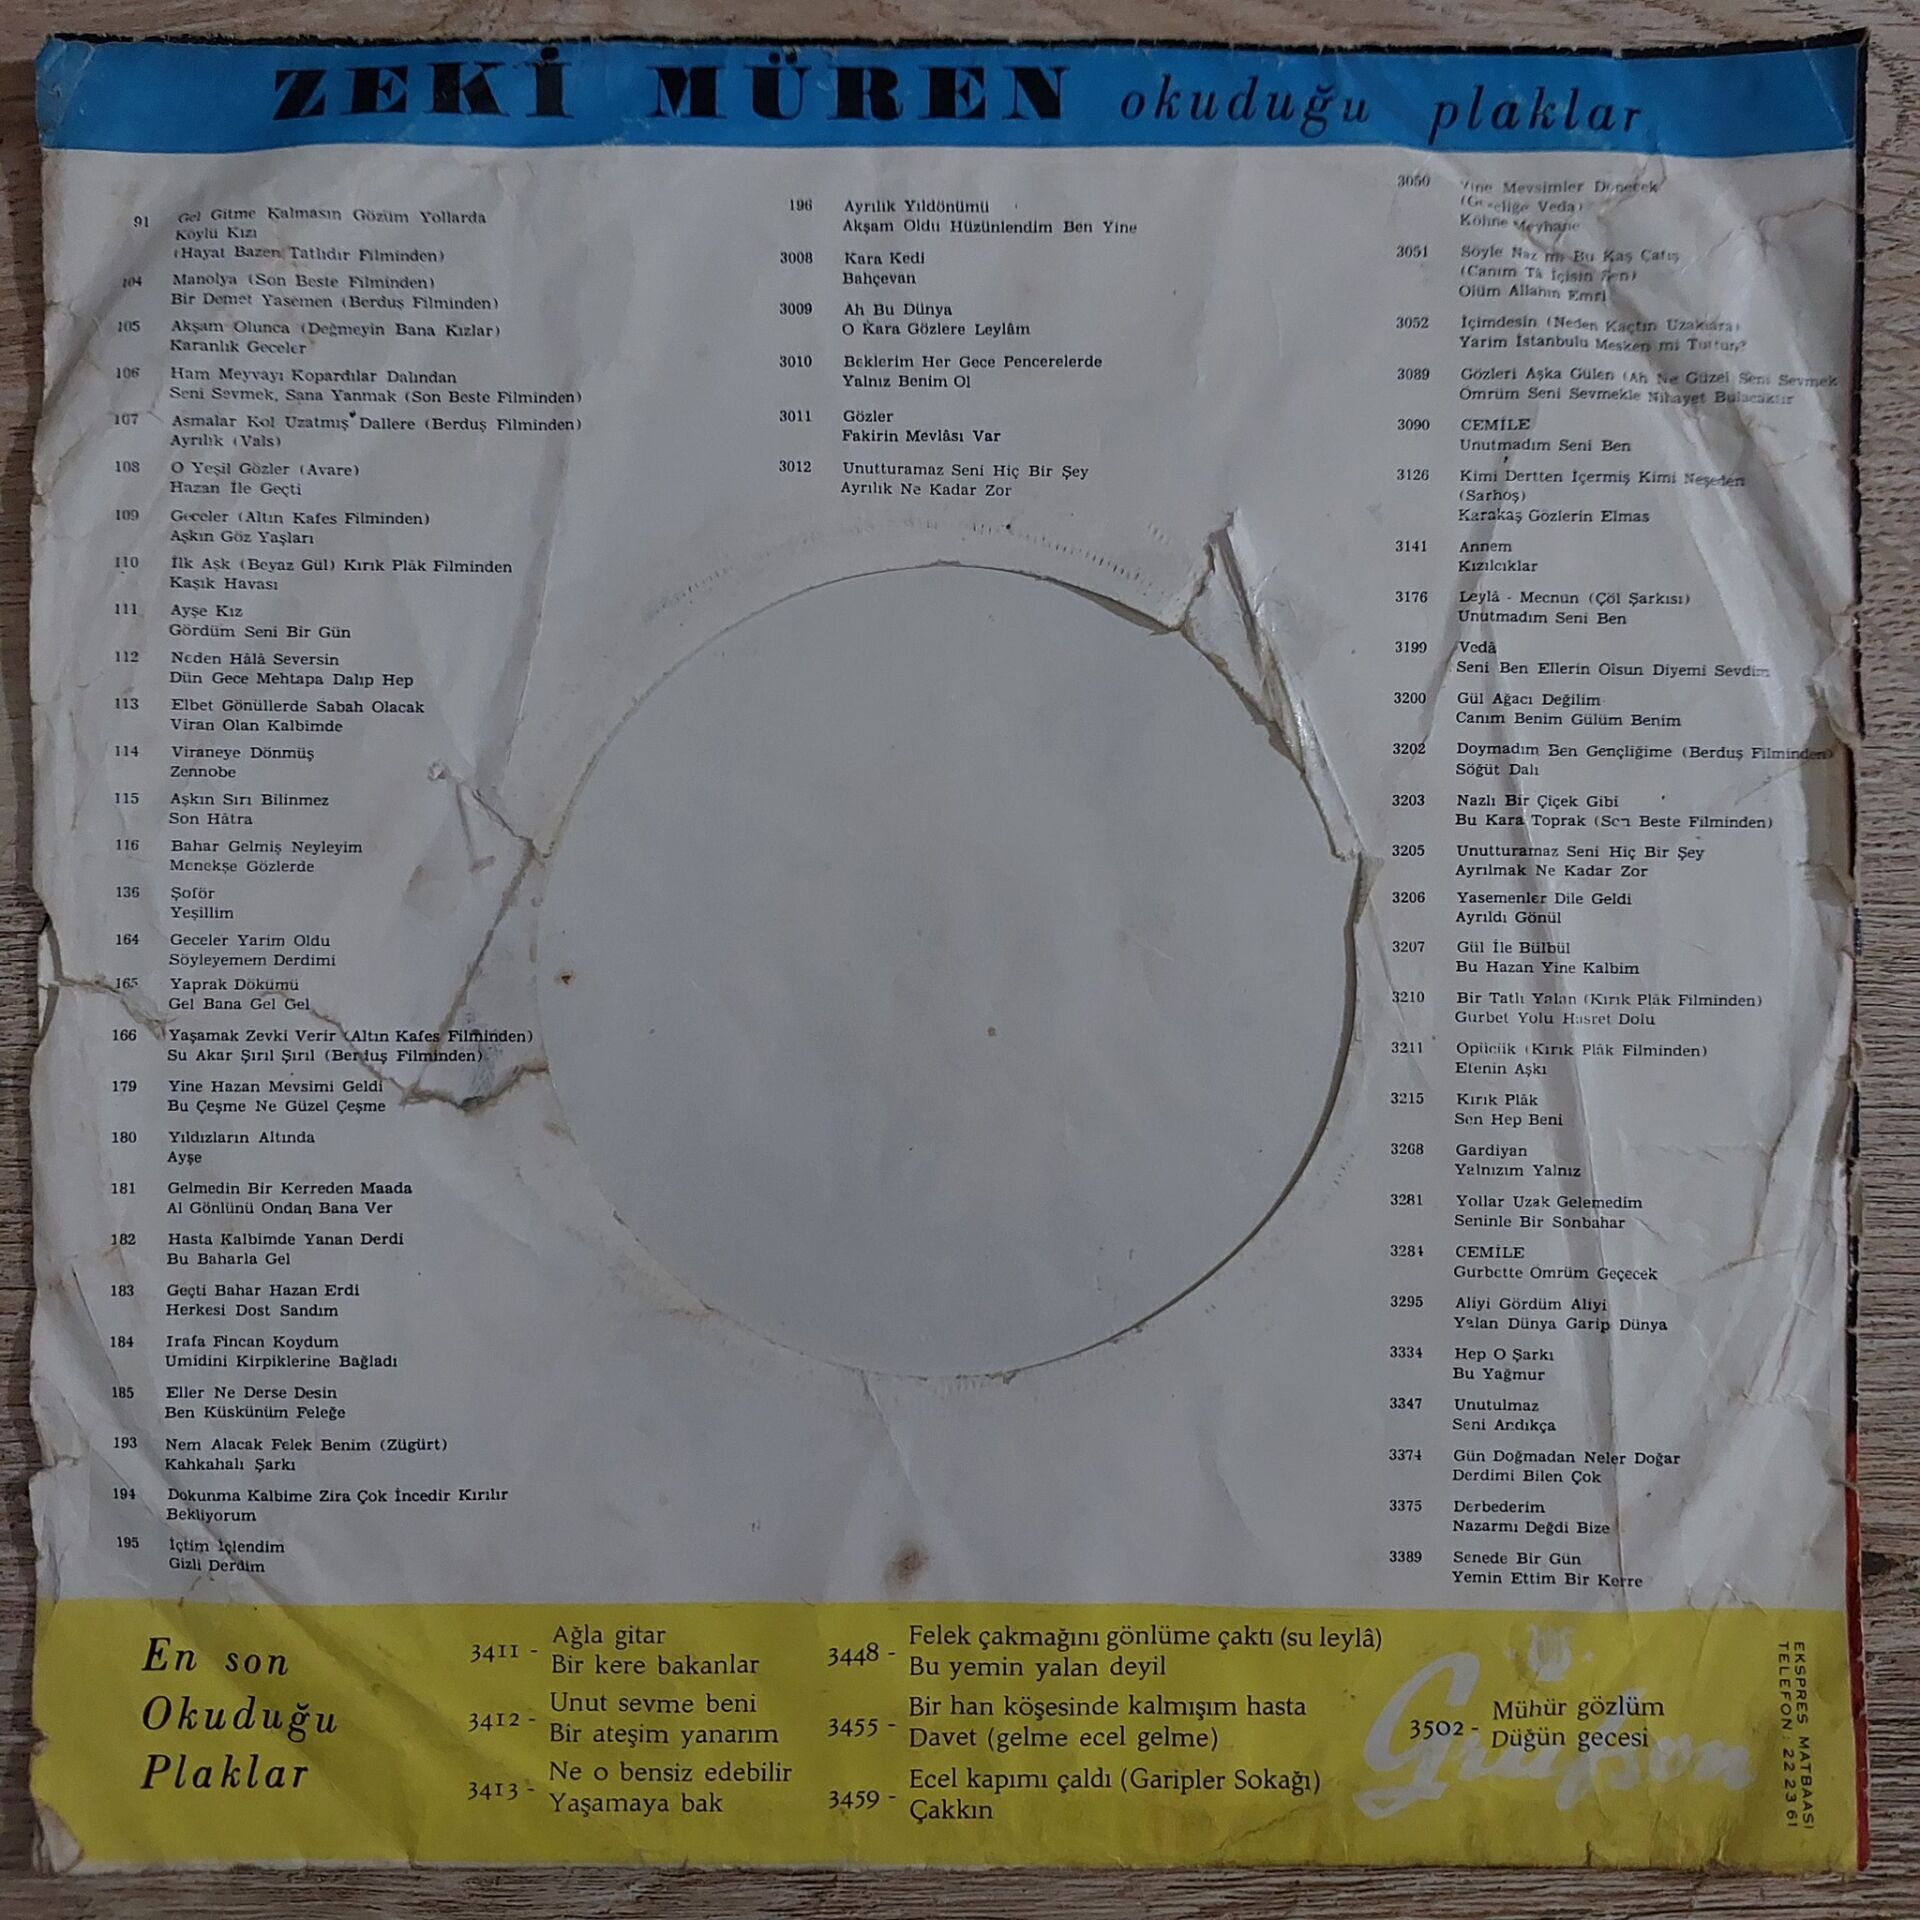 ZEKİ MÜREN okuduğu plaklar
91 Gel Gitme Kalmasın Gözüm Yollarda
Köylü Kızı
(Hayat Bazen Tatlıdır Filminden)
104 Manolya (Son Beste Filminden)
Bir Demet Yasemen (Berduş Filminden)
105 Akşam Olunca (Değmeyin Bana Kızlar)
Karanlık Geceler
106 Ham Meyvayı Kopardılar Dalından
Seni Sevmek, Sana Yanmak (Son Beste Filminden)
107 Asmalar Kol Uzatmış Dallere (Berduş Filminden)
Ayrılık (Vals)
108 O Yeşil Gözler (Avare)
Hazan İle Geçti
109 Geceler (Altın Kafes Filminden)
Aşkın Göz Yaşları
110 İlk Aşk (Beyaz Gül) Kırık Plâk Filminden
Kaşık Havası
111 Ayşe Kız
Gördüm Seni Bir Gün
112 Neden Hâlâ Seversin
Dün Gece Mehtapa Dalıp Hep
113 Elbet Gönüllerde Sabah Olacak
Viran Olan Kalbimde
114 Viraneye Dönmüş
Zennobe
115 Aşkın Sırı Bilinmez
Son Hâtra
116 Bahar Gelmiş Neyleyim
Menekşe Gözlerde
136 Şoför
Yeşillim
164 Geceler Yarim Oldu
Söyleyemem Derdimi
165 Yaprak Dökümü
Gel Bana Gel Gel
166 Yaşamak Zevki Verir (Altın Kafes Filminden)
Su Akar Şırıl Şırıl (Berduş Filminden)
179 Yine Hazan Mevsimi Geldi
Bu Çeşme Ne Güzel Çeşme
180 Yıldızların Altında
Ayşe
181 Gelmedin Bir Kerreden Maada
Al Gönlünü Ondan Bana Ver
182 Hasta Kalbimde Yanan Derdi
Bu Baharla Gel
183 Geçti Bahar Hazan Erdi
Herkesi Dost Sandım
184 Irafa Fincan Koydum
Umidini Kirpiklerine Bağladı
185 Eller Ne Derse Desin
Ben Küskünüm Feleğe
193 Nem Alacak Felek Benim (Zügürt)
Kahkahalı Şarkı
194 Dokunma Kalbime Zira Çok İncedir Kırılır
Bekliyorum
195 İçtim İçlendim
Gizli Derdim
196 Ayrılık Yıldönümü
Akşam Oldu Hüzünlendim Ben Yine
3008 Kara Kedi
Bahçevan
3009 Ah Bu Dünya
O Kara Gözlere Leylâm
3010 Beklerim Her Gece Pencerelerde
Yalnız Benim Ol
3011 Gözler
Fakirin Mevlâsı Var
3012 Unutturamaz Seni Hiç Bir Şey
Ayrılık Ne Kadar Zor
3050 Yine Mevsimler Dönecek
(Gençliğe Veda)
Köhne Meyhane
3051 Söyle Naz mı Bu Kaş Çatış
(Canım Tâ İçisin Sen)
Ölüm Allahın Emri
3052 İçimdesin (Neden Kaçtın Uzaklara)
Yarim İstanbulu Mesken mi Tuttun?
3089 Gözleri Aşka Gülen (Ah Ne Güzel Seni Sevmek
Ömrüm Seni Sevmekle Nihayet Bulacaktır
3090 CEMİLE
Unutmadım Seni Ben
3126 Kimi Dertten İçermiş Kimi Neşeden
(Sarhoş)
Karakaş Gözlerin Elmas
3141 Annem
Kızılcıklar
3176 Leylâ - Mecnun (Çöl Şarkısı)
Unutmadım Seni Ben
3199 Vedâ
Seni Ben Ellerin Olsun Diyemi Sevdim
3200 Gül Ağacı Değilim
Canım Benim Gülüm Benim
3202 Doymadım Ben Gençliğime (Berduş Filminden)
Söğüt Dalı
3203 Nazlı Bir Çiçek Gibi
Bu Kara Toprak (Son Beste Filminden)
3205 Unutturamaz Seni Hiç Bir Şey
Ayrılmak Ne Kadar Zor
3206 Yasemenler Dile Geldi
Ayrıldı Gönül
3207 Gül İle Bülbül
Bu Hazan Yine Kalbim
3210 Bir Tatlı Yalan (Kırık Plâk Filminden)
Gurbet Yolu Hasret Dolu
3211 Öpücük (Kırık Plâk Filminden)
Efenin Aşkı
3215 Kırık Plâk
Sen Hep Beni
3268 Gardiyan
Yalnızım Yalnız
3281 Yollar Uzak Gelemedim
Seninle Bir Sonbahar
3284 CEMİLE
Gurbette Ömrüm Geçecek
3295 Aliyi Gördüm Aliyi
Yalan Dünya Garip Dünya
3334 Hep O Şarkı
Bu Yağmur
3347 Unutulmaz
Seni Andıkça
3374 Gün Doğmadan Neler Doğar
Derdimi Bilen Çok
3375 Derbederim
Nazarmı Değdi Bize
3389 Senede Bir Gün
Yemin Ettim Bir Kerre
En son
Okuduğu
Plaklar
3411 - Ağla gitar
Bir kere bakanlar
3412 - Unut sevme beni
Bir ateşim yanarım
3413 - Ne o bensiz edebilir
Yaşamaya bak
3448 - Felek çakmağını gönlüme çaktı (su leylâ)
Bu yemin yalan deyil
3455 - Bir han köşesinde kalmışım hasta
Davet (gelme ecel gelme)
3459 - Ecel kapımı çaldı (Garipler Sokağı)
Çakkın
3502 - Mühür gözlüm
Düğün gecesi
Grafson
EKSPRES MATBAASI
TELEFON : 22 23 61